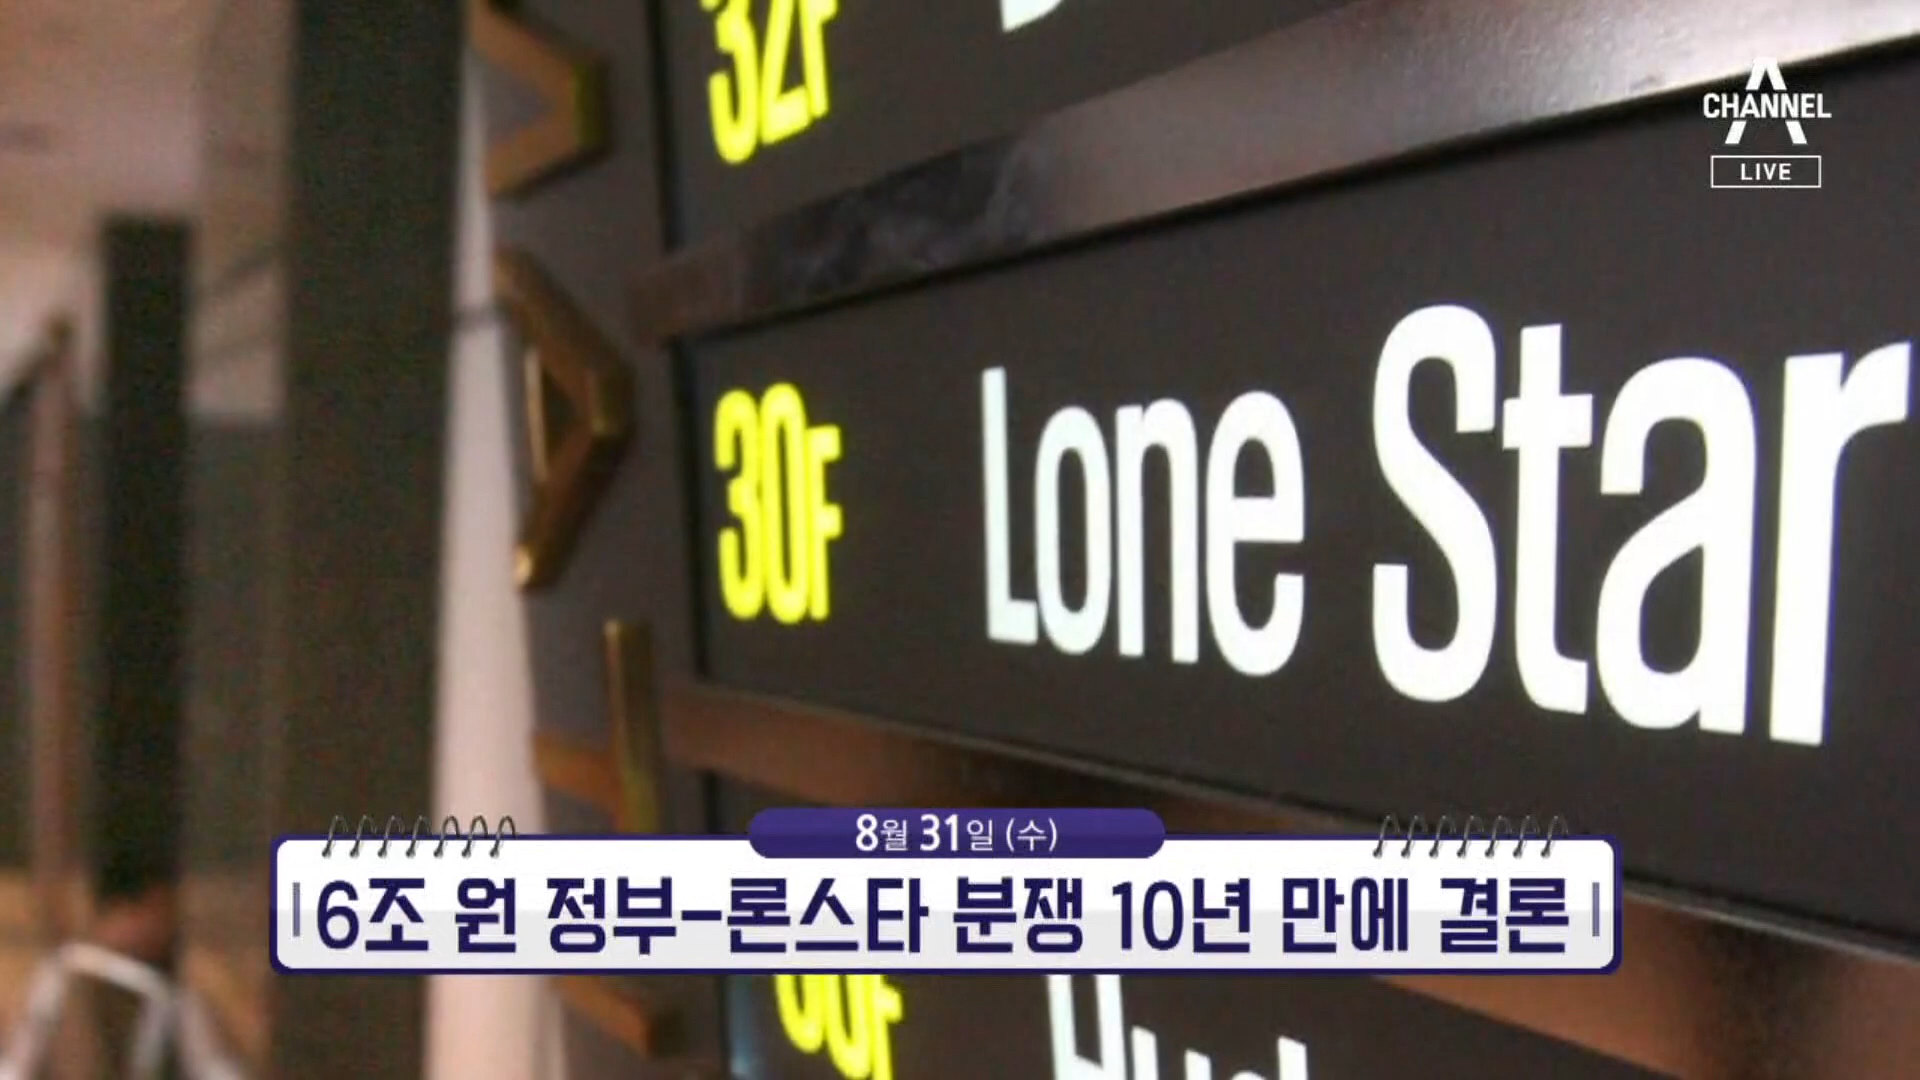 32F
CHANNEL A
LIVE
30F Lone Star
8월 31일 (수)
6조 원 정부-론스타 분쟁 10년 만에 결론